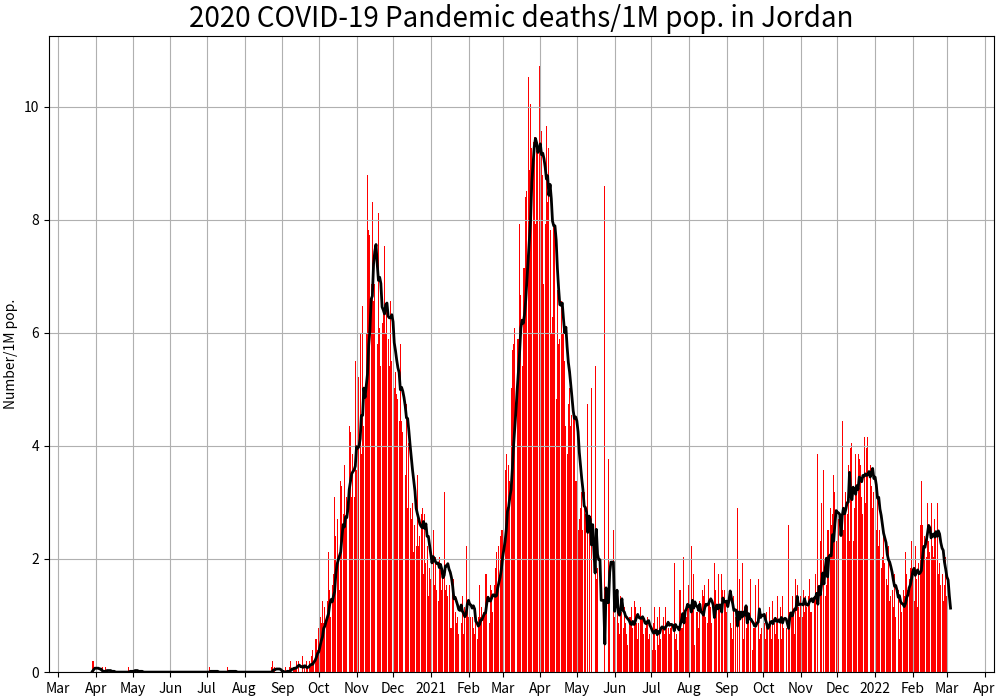 2020 COVID-19 Pandemic deaths/1M pop. in Jordan
Number/1M pop.
10
8
6
4
2
0
Mar Apr May Jun Jul Aug Sep Oct Nov Dec 2021 Feb Mar Apr May Jun Jul Aug Sep Oct Nov Dec 2022 Feb Mar Apr